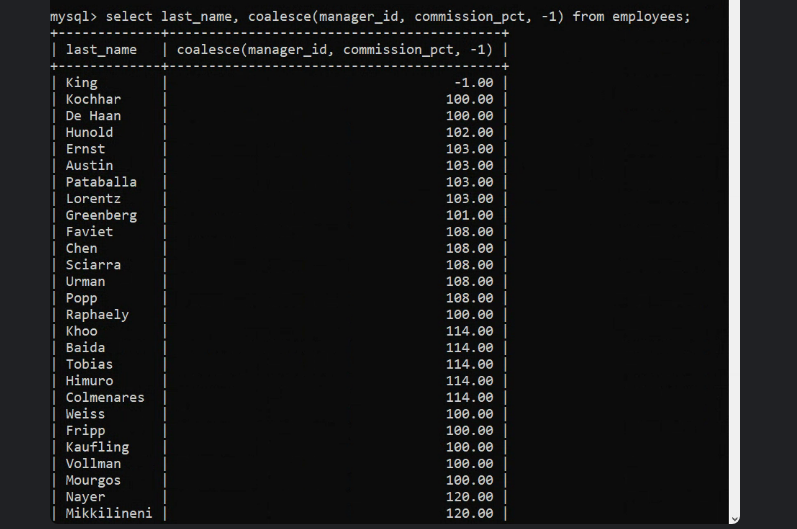 mysql> select last_name, coalesce(manager_id, commission_pct, -1) from employees;
+-------------+------------------------------------------+
| last_name   | coalesce(manager_id, commission_pct, -1) |
+-------------+------------------------------------------+
| King        |                                    -1.00 |
| Kochhar     |                                   100.00 |
| De Haan     |                                   100.00 |
| Hunold      |                                   102.00 |
| Ernst       |                                   103.00 |
| Austin      |                                   103.00 |
| Pataballa   |                                   103.00 |
| Lorentz     |                                   103.00 |
| Greenberg   |                                   101.00 |
| Faviet      |                                   108.00 |
| Chen        |                                   108.00 |
| Sciarra     |                                   108.00 |
| Urman       |                                   108.00 |
| Popp        |                                   108.00 |
| Raphaely    |                                   100.00 |
| Khoo        |                                   114.00 |
| Baida       |                                   114.00 |
| Tobias      |                                   114.00 |
| Himuro      |                                   114.00 |
| Colmenares  |                                   114.00 |
| Weiss       |                                   100.00 |
| Fripp       |                                   100.00 |
| Kaufling    |                                   100.00 |
| Vollman     |                                   100.00 |
| Mourgos     |                                   100.00 |
| Nayer       |                                   120.00 |
| Mikkilineni |                                   120.00 |